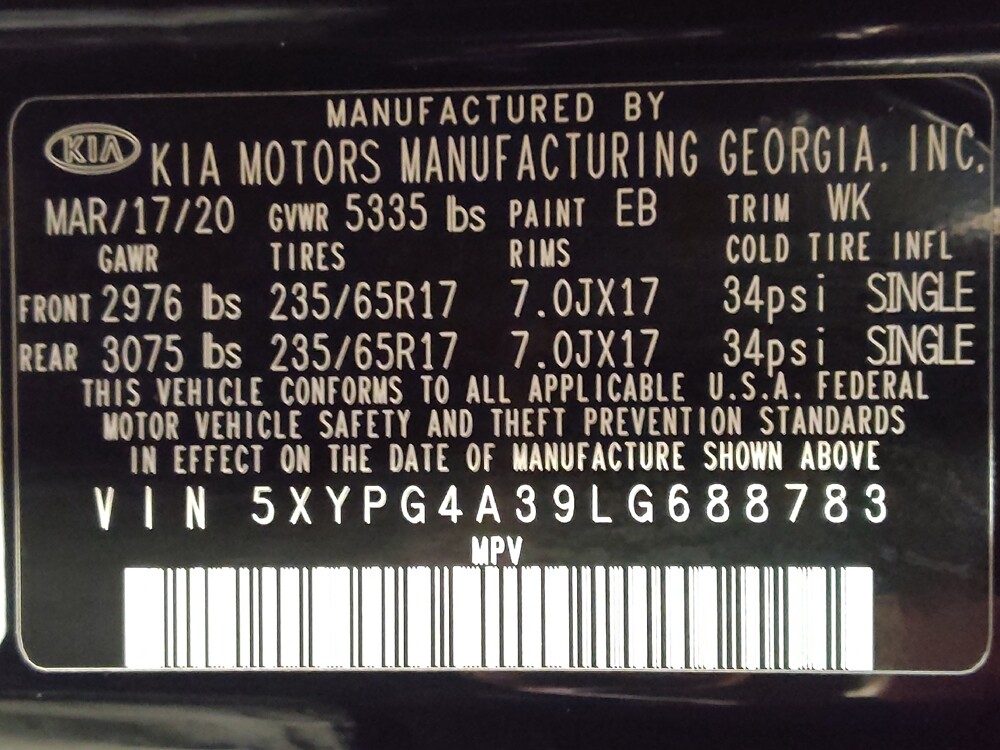 MANUFACTURED BY
KIA KIA MOTORS MANUFACTURING GEORGIA, INC.
MAR/17/20 GVWR 5335 lbs PAINT EB TRIM WK
GAWR TIRES RIMS COLD TIRE INFL
FRONT 2976 lbs 235/65R17 7.0JX17 34psi SINGLE
REAR 3075 lbs 235/65R17 7.0JX17 34psi SINGLE
THIS VEHICLE CONFORMS TO ALL APPLICABLE U.S.A. FEDERAL
MOTOR VEHICLE SAFETY AND THEFT PREVENTION STANDARDS
IN EFFECT ON THE DATE OF MANUFACTURE SHOWN ABOVE
VIN 5XYPG4A39LG688783
MPV